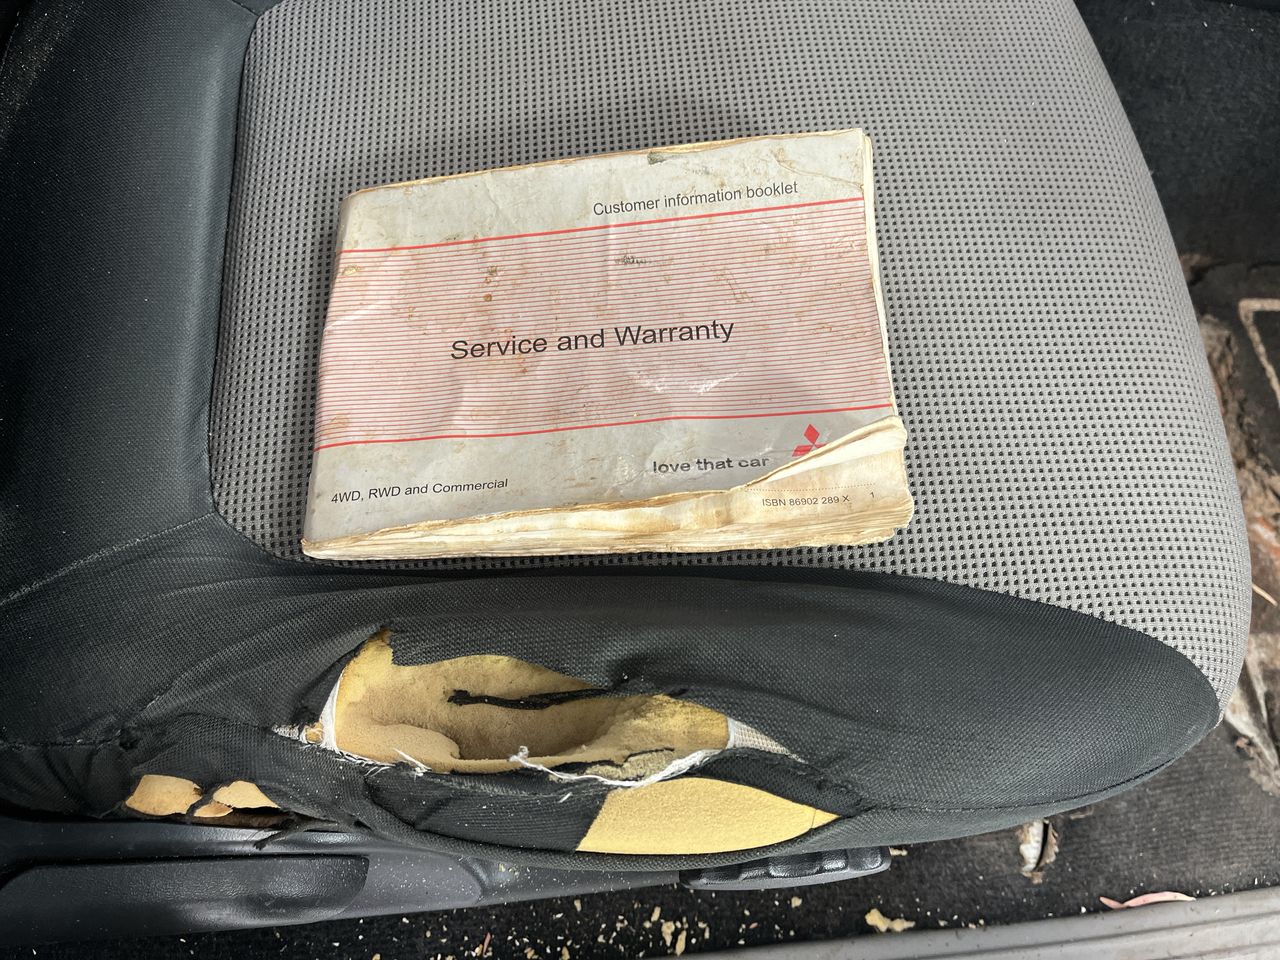 Customer information booklet
Service and Warranty
love that car
4WD, RWD and Commercial
ISBN 86902 289 X 1